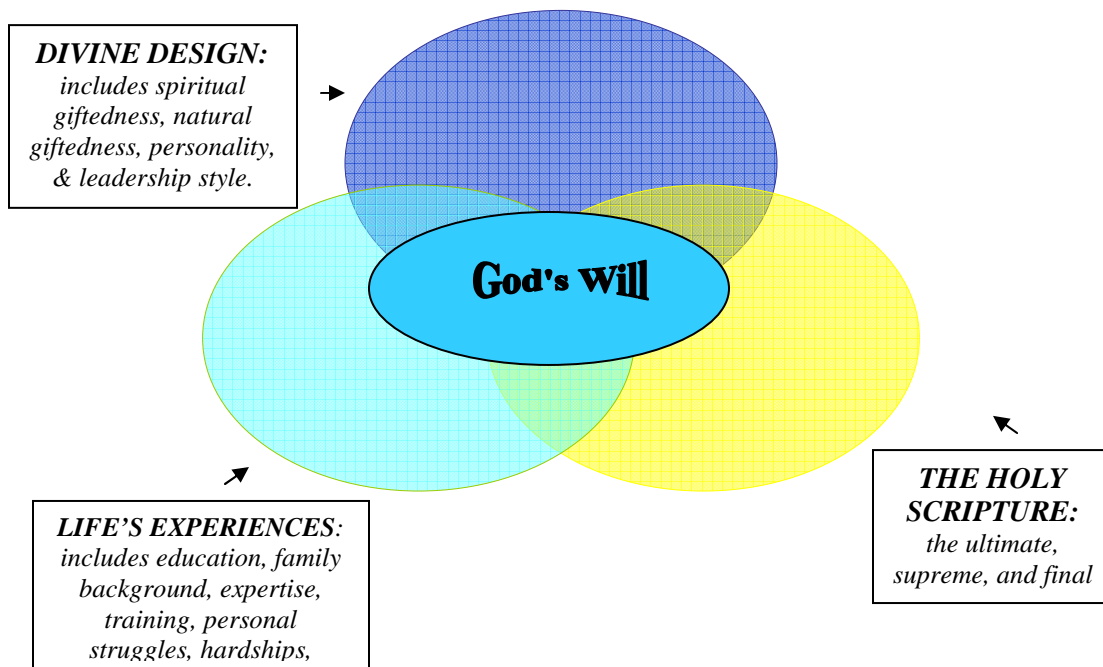 DIVINE DESIGN:
includes spiritual
giftedness, natural
giftedness, personality,
& leadership style.
God's Will
LIFE’S EXPERIENCES:
includes education, family
background, expertise,
training, personal
struggles, hardships,
THE HOLY
SCRIPTURE:
the ultimate,
supreme, and final